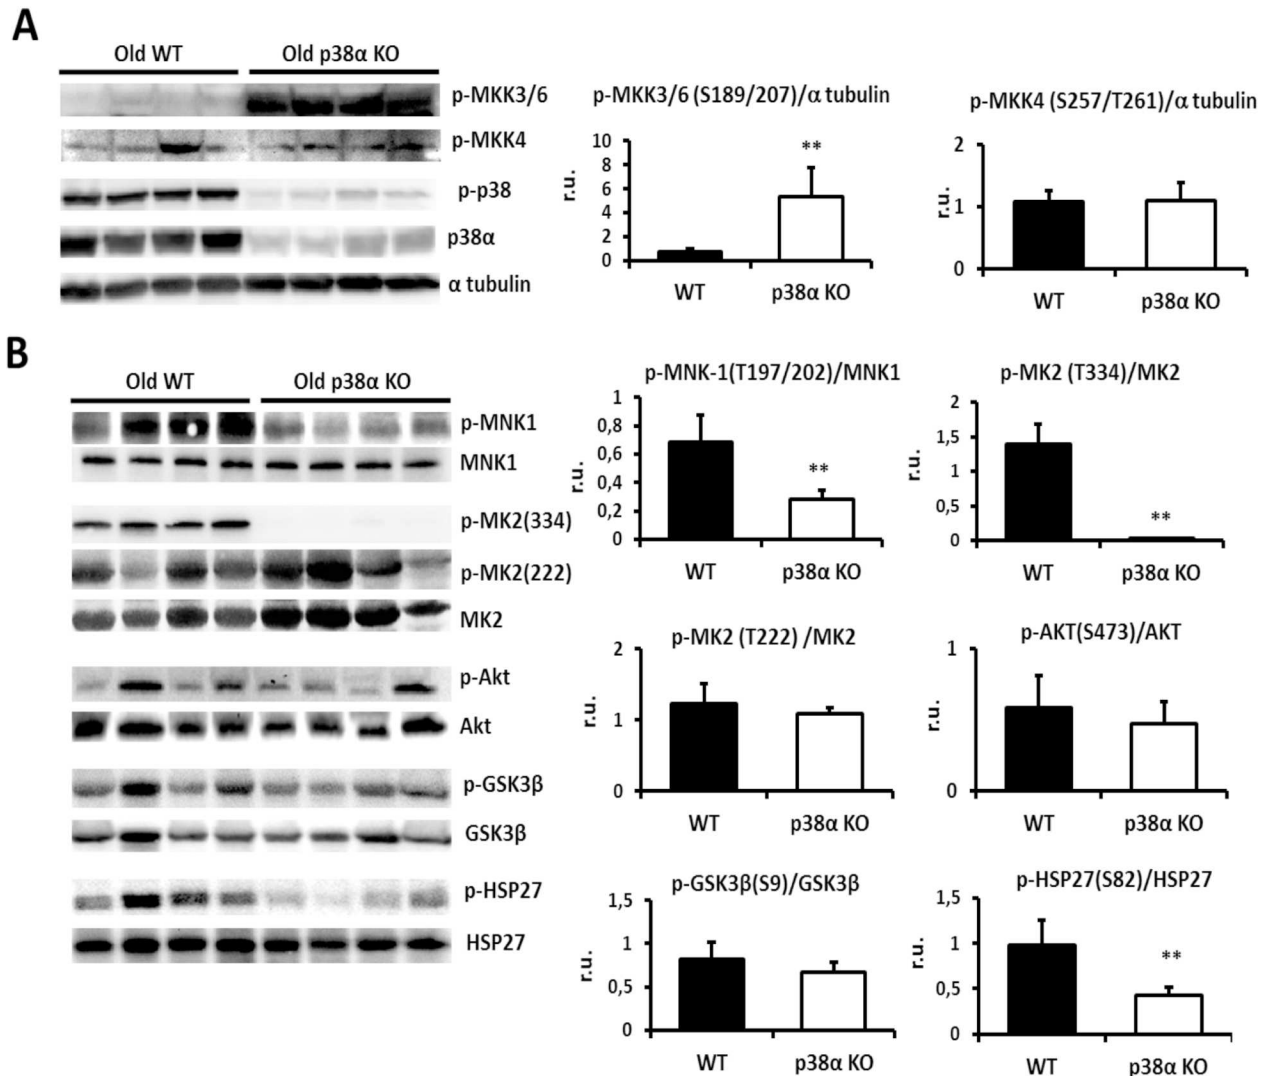 A
Old WT
Old p38α KO
p-MKK3/6
p-MKK4
p-p38
p38α
α tubulin
p-MKK3/6 (S189/207)/α tubulin
10
8
6
4
2
0
r.u.
**
WT
p38α KO
p-MKK4 (S257/T261)/α tubulin
2
1
0
r.u.
WT
p38α KO
B
Old WT
Old p38α KO
p-MNK1
MNK1
p-MK2(334)
p-MK2(222)
MK2
p-Akt
Akt
p-GSK3β
GSK3β
p-HSP27
HSP27
p-MNK-1(T197/202)/MNK1
1
0,8
0,6
0,4
0,2
0
r.u.
**
WT
p38α KO
p-MK2 (T334)/MK2
2
1,5
1
0,5
0
r.u.
**
WT
p38α KO
p-MK2 (T222) /MK2
2
1
0
r.u.
WT
p38α KO
p-AKT(S473)/AKT
1
0
r.u.
WT
p38α KO
p-GSK3β(S9)/GSK3β
1,5
1
0,5
0
r.u.
WT
p38α KO
p-HSP27(S82)/HSP27
1,5
1
0,5
0
r.u.
**
WT
p38α KO